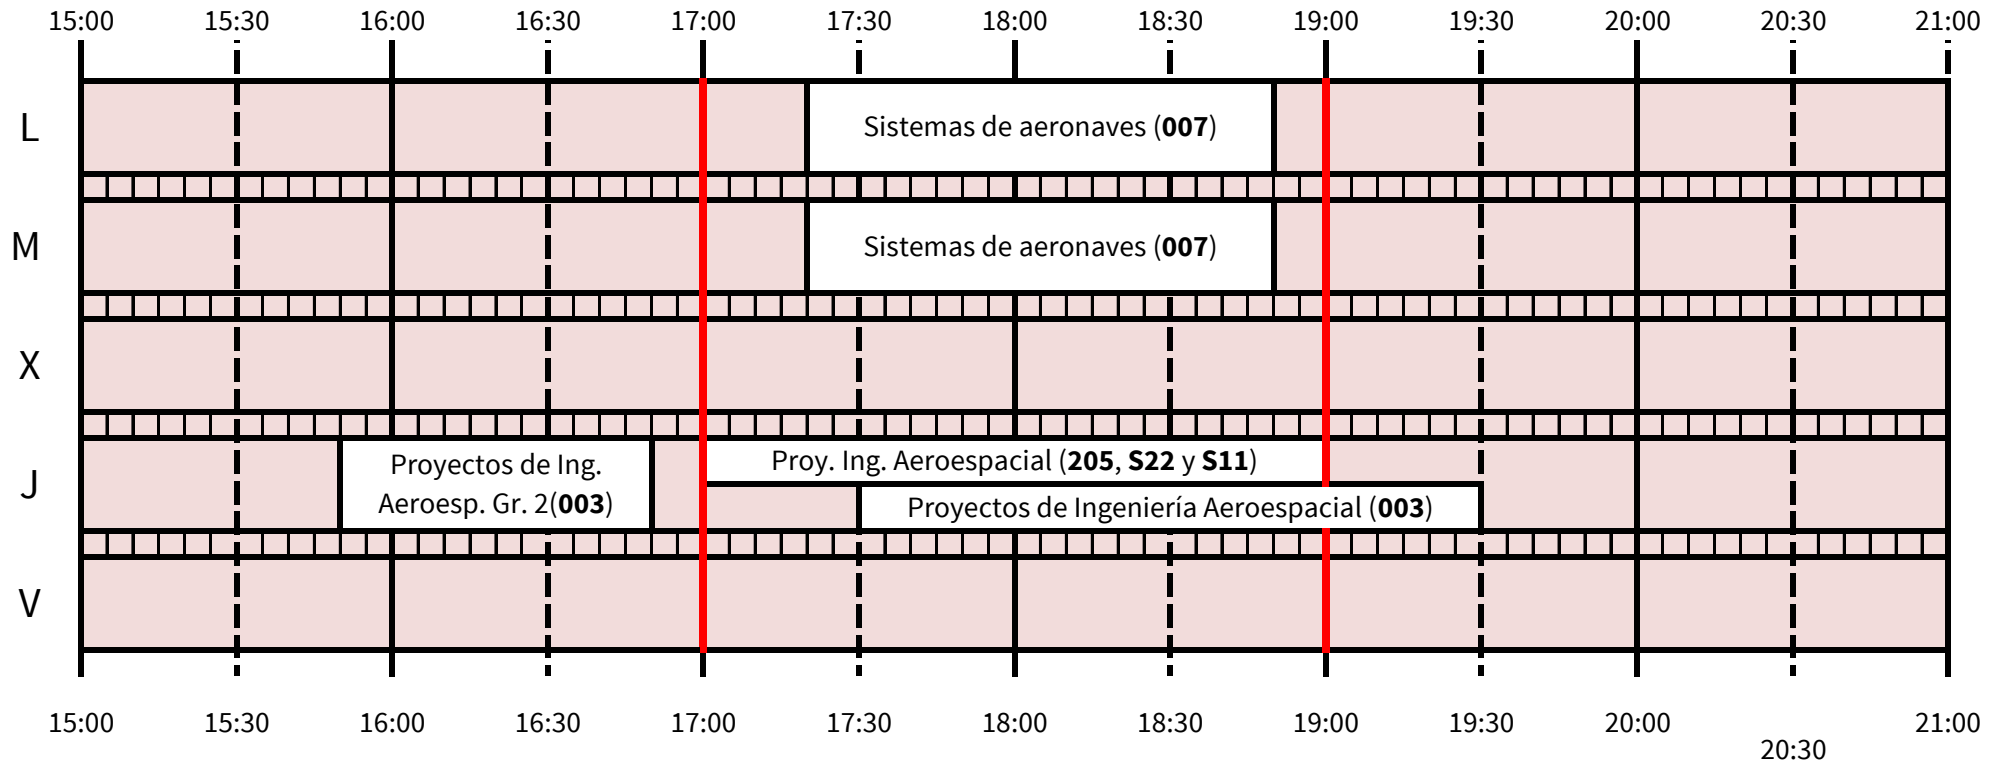 15:00 15:30 16:00 16:30 17:00 17:30 18:00 18:30 19:00 19:30 20:00 20:30 21:00
L
Sistemas de aeronaves (007)
M
Sistemas de aeronaves (007)
X
J
Proyectos de Ing.
Aeroesp. Gr. 2(003)
Proy. Ing. Aeroespacial (205, S22 y S11)
Proyectos de Ingeniería Aeroespacial (003)
V
15:00 15:30 16:00 16:30 17:00 17:30 18:00 18:30 19:00 19:30 20:00 21:00
20:30